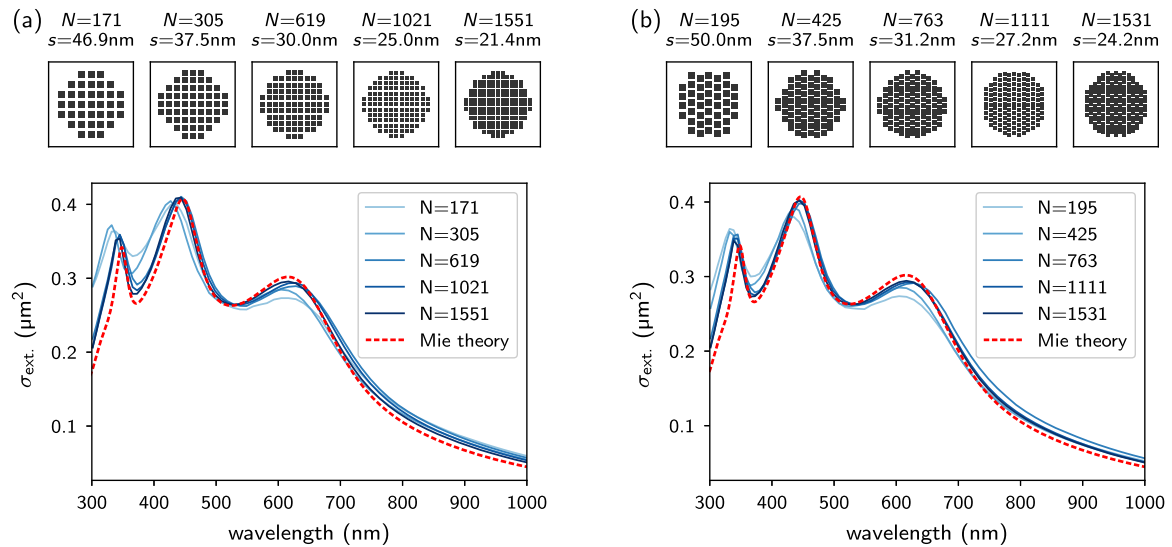 (a)
N=171 N=305 N=619 N=1021 N=1551
s=46.9nm s=37.5nm s=30.0nm s=25.0nm s=21.4nm
0.4
0.3
0.2
0.1
σext. (µm²)
N=171
N=305
N=619
N=1021
N=1551
Mie theory
300 400 500 600 700 800 900 1000
wavelength (nm)
(b)
N=195 N=425 N=763 N=1111 N=1531
s=50.0nm s=37.5nm s=31.2nm s=27.2nm s=24.2nm
0.4
0.3
0.2
0.1
σext. (µm²)
N=195
N=425
N=763
N=1111
N=1531
Mie theory
300 400 500 600 700 800 900 1000
wavelength (nm)